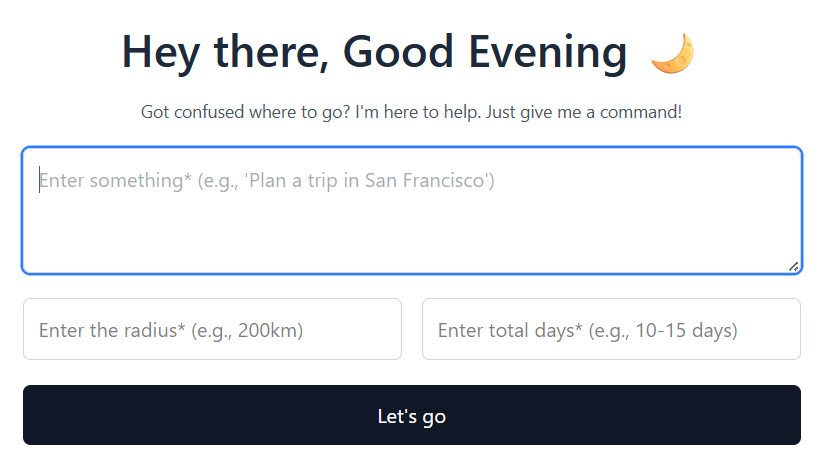 Hey there, Good Evening 🌙
Got confused where to go? I'm here to help. Just give me a command!
Enter something* (e.g., 'Plan a trip in San Francisco')
Enter the radius* (e.g., 200km)
Enter total days* (e.g., 10-15 days)
Let's go